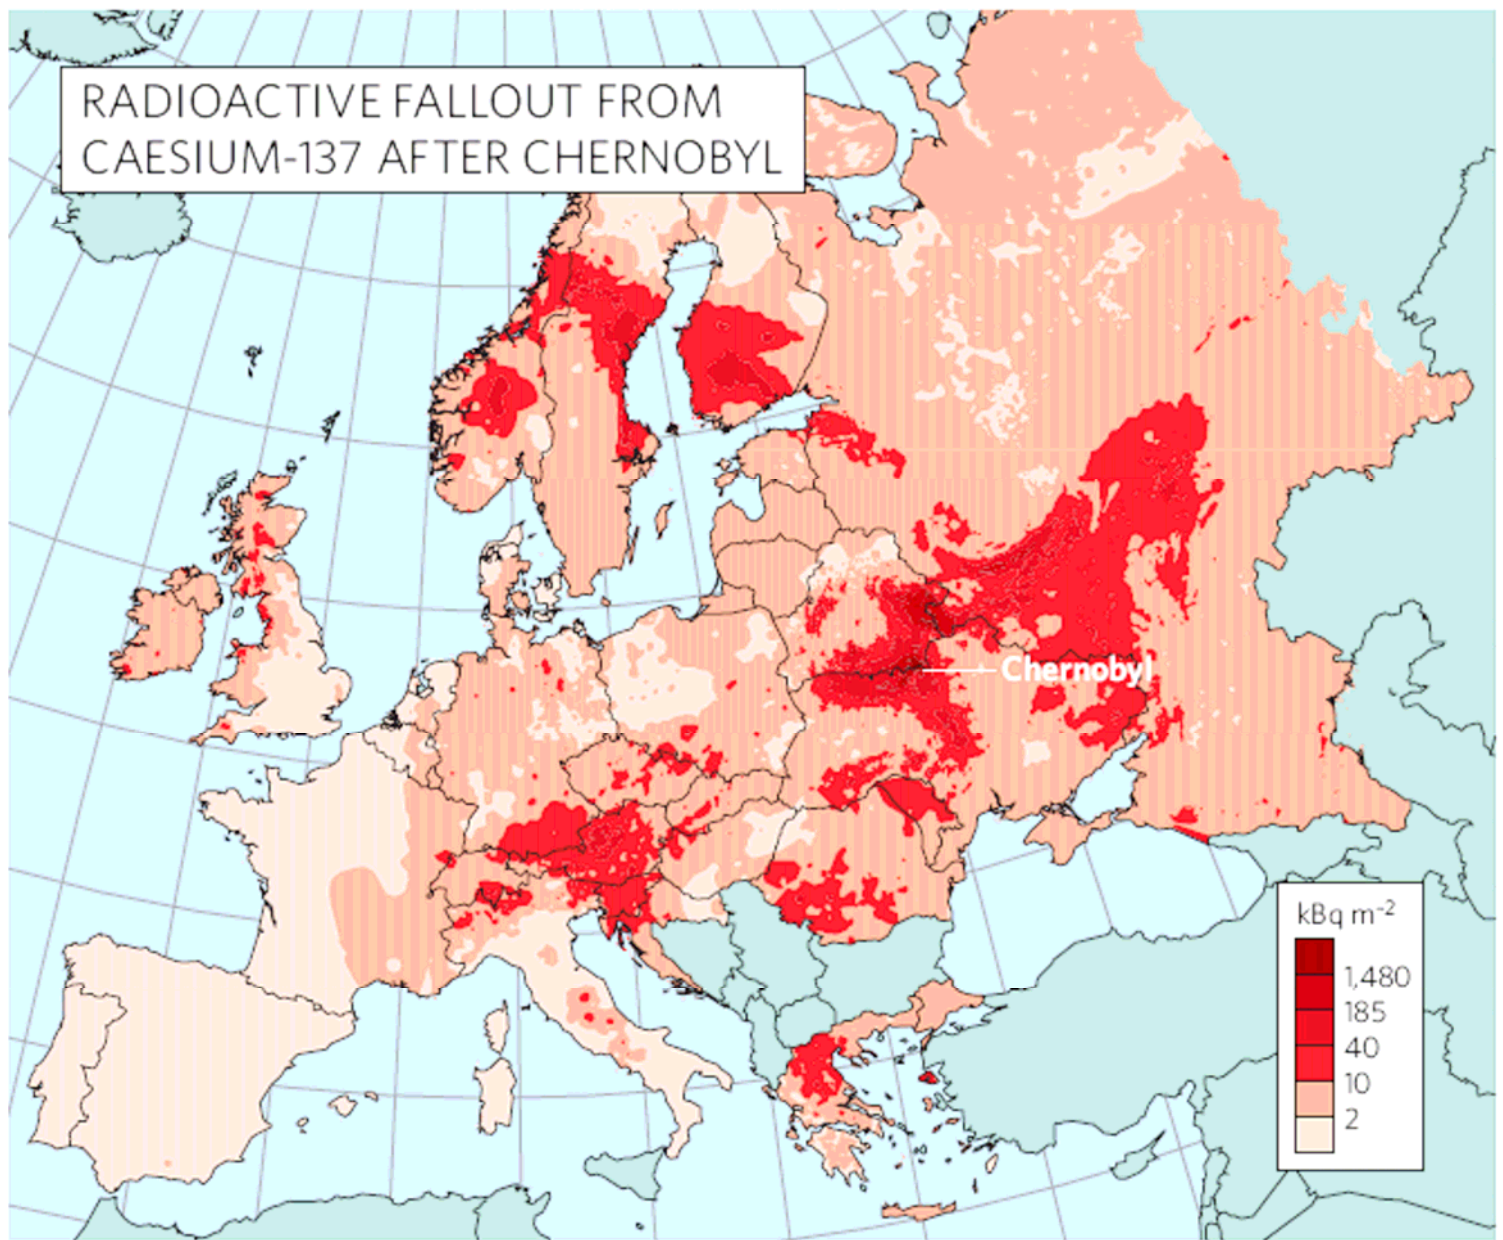 RADIOACTIVE FALLOUT FROM
CAESIUM-137 AFTER CHERNOBYL
Chernobyl
kBq m⁻²
1,480
185
40
10
2